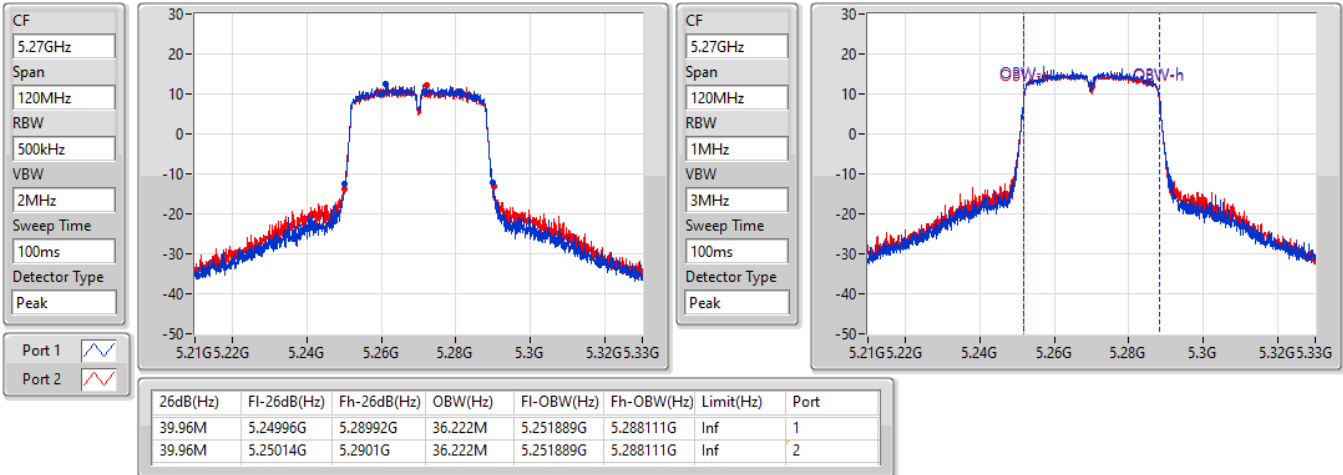 CF
5.27GHz
Span
120MHz
RBW
500kHz
VBW
2MHz
Sweep Time
100ms
Detector Type
Peak
Port 1
Port 2
30
20
10
0
-10
-20
-30
-40
-50
5.21G 5.22G 5.24G 5.26G 5.28G 5.3G 5.32G 5.33G
CF
5.27GHz
Span
120MHz
RBW
1MHz
VBW
3MHz
Sweep Time
100ms
Detector Type
Peak
30
20
10
0
-10
-20
-30
-40
-50
OBW-l OBW-h
5.21G 5.22G 5.24G 5.26G 5.28G 5.3G 5.32G 5.33G
26dB(Hz) Fl-26dB(Hz) Fh-26dB(Hz) OBW(Hz) Fl-OBW(Hz) Fh-OBW(Hz) Limit(Hz) Port
39.96M 5.24996G 5.28992G 36.222M 5.251889G 5.288111G Inf 1
39.96M 5.25014G 5.2901G 36.222M 5.251889G 5.288111G Inf 2